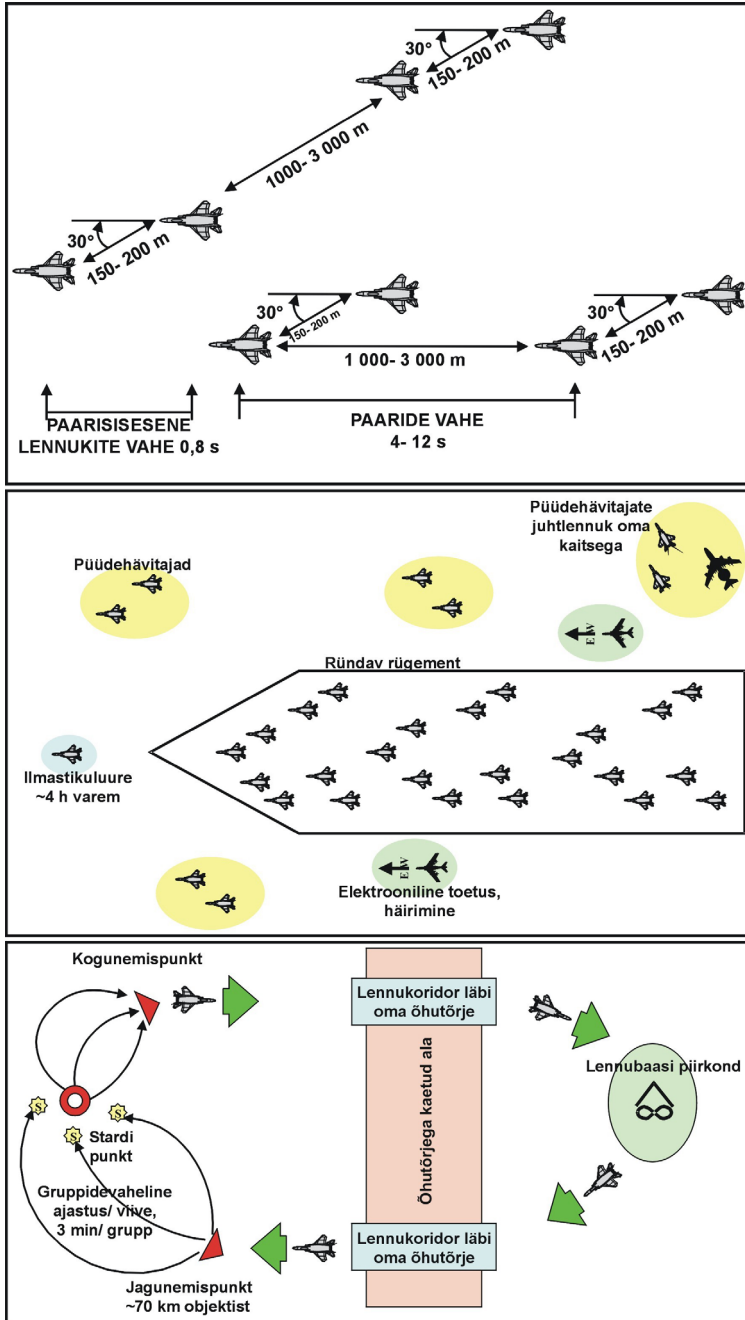 30°
150- 200 m
1000- 3 000 m
30°
150- 200 m
30°
150- 200 m
30°
150- 200 m
1 000- 3 000 m
PAARISISESENE
LENNUKITE VAHE 0,8 s
PAARIDE VAHE
4- 12 s
Püüdehävitajate
juhtlennuk oma
kaitsega
Püüdehävitajad
E W
Ründav rügement
Ilmastikuluure
~4 h varem
E W
Elektrooniline toetus,
häirimine
Kogunemispunkt
Lennukoridor läbi
oma õhutõrje
Lennubaasi piirkond
Õhutõrjega kaetud ala
S
S
S
Stardi
punkt
Gruppidevaheline
ajastus/ viive,
3 min/ grupp
Lennukoridor läbi
oma õhutõrje
Jagunemispunkt
~70 km objektist